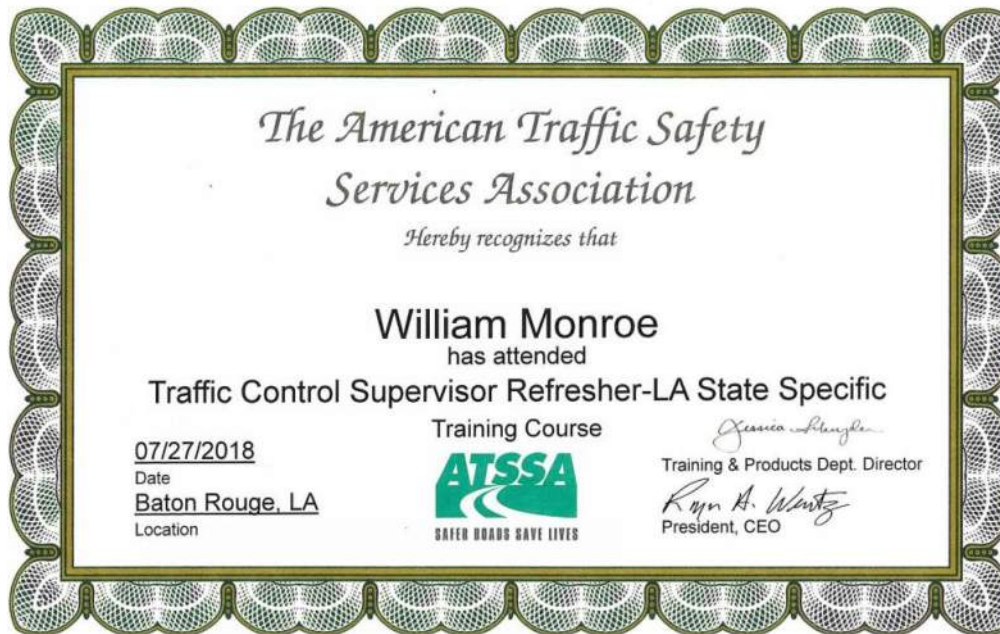 The American Traffic Safety
Services Association
Hereby recognizes that
William Monroe
has attended
Traffic Control Supervisor Refresher-LA State Specific
Training Course
07/27/2018
Date
Baton Rouge, LA
Location
ATSSA
SAFER ROADS SAVE LIVES
Jessica
Training & Products Dept. Director
President, CEO